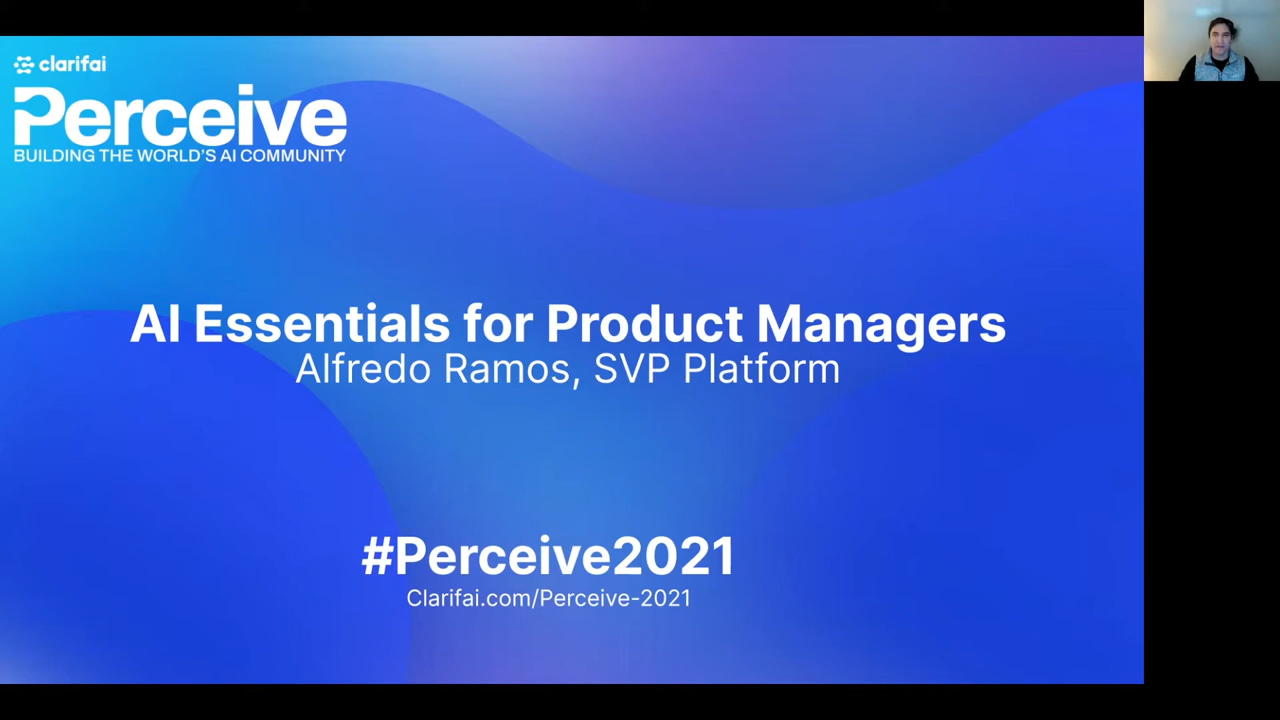 clarifai
Perceive
BUILDING THE WORLD'S AI COMMUNITY
AI Essentials for Product Managers
Alfredo Ramos, SVP Platform
#Perceive2021
Clarifai.com/Perceive-2021